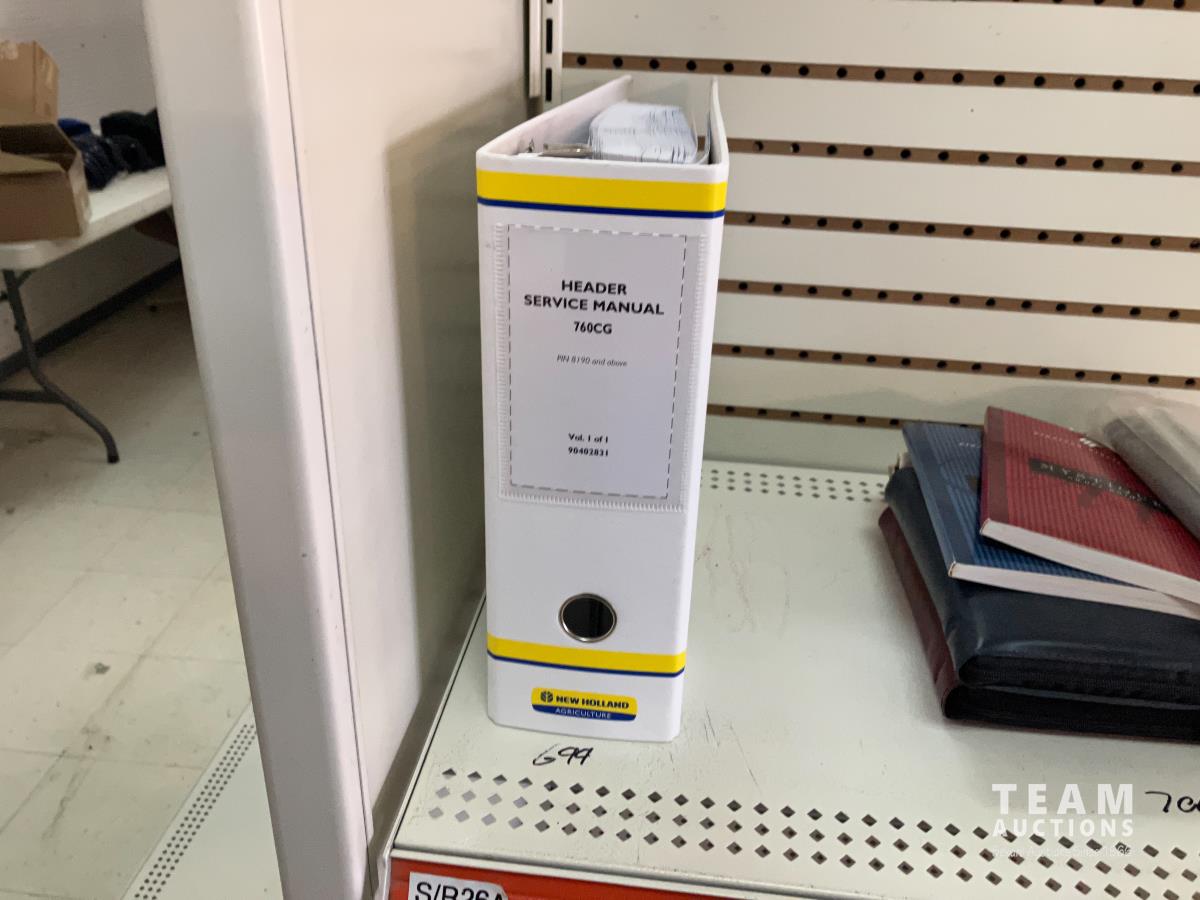 HEADER
SERVICE MANUAL
760CG
PIN 8190 and above
Vol. 1 of 1
90402831
NEW HOLLAND
AGRICULTURE
699
TEAM
AUCTIONS
S/B26A